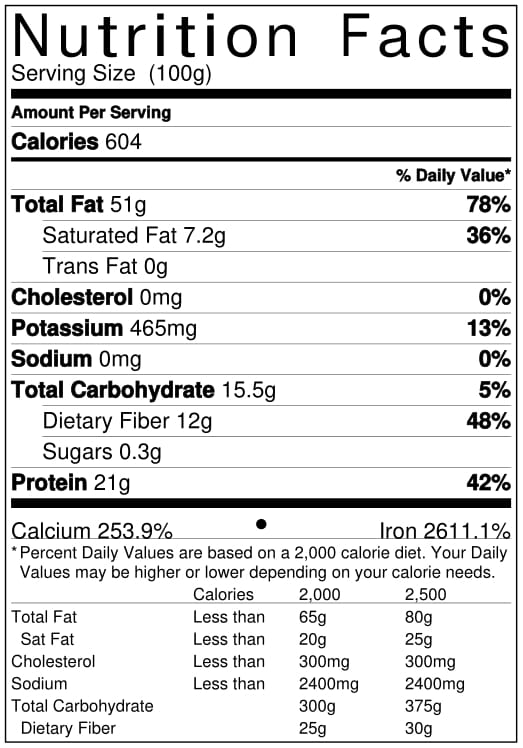 Nutrition Facts
Serving Size (100g)
Amount Per Serving
Calories 604
% Daily Value*
Total Fat 51g 78%
Saturated Fat 7.2g 36%
Trans Fat 0g
Cholesterol 0mg 0%
Potassium 465mg 13%
Sodium 0mg 0%
Total Carbohydrate 15.5g 5%
Dietary Fiber 12g 48%
Sugars 0.3g
Protein 21g 42%
Calcium 253.9% • Iron 2611.1%
* Percent Daily Values are based on a 2,000 calorie diet. Your Daily
Values may be higher or lower depending on your calorie needs.
Calories 2,000 2,500
Total Fat Less than 65g 80g
Sat Fat Less than 20g 25g
Cholesterol Less than 300mg 300mg
Sodium Less than 2400mg 2400mg
Total Carbohydrate 300g 375g
Dietary Fiber 25g 30g